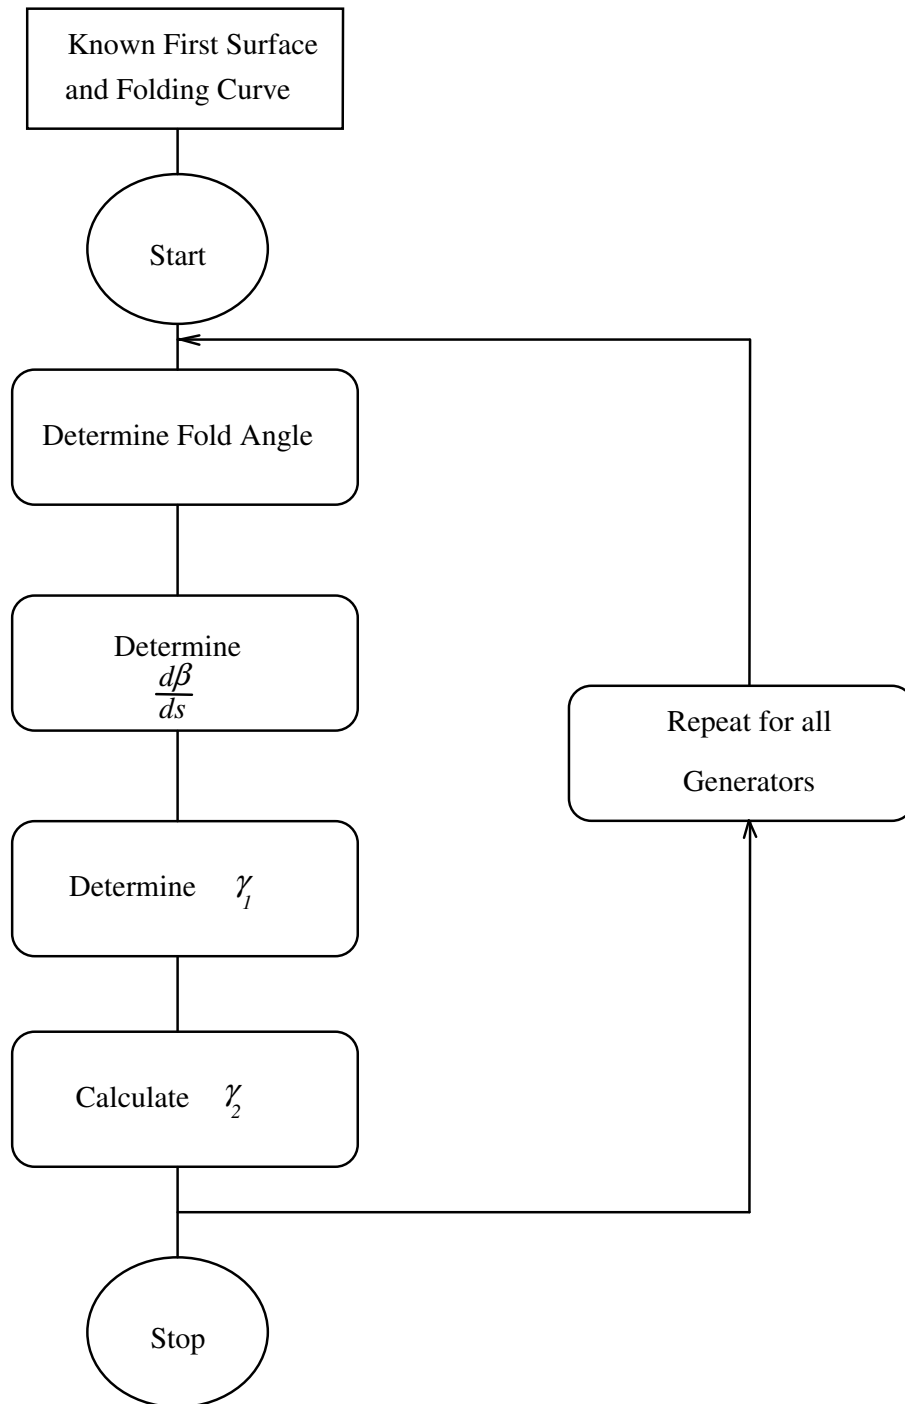 Known First Surface
and Folding Curve
Start
Determine Fold Angle
Determine
dβ
ds
Determine γ1
Calculate γ2
Repeat for all
Generators
Stop